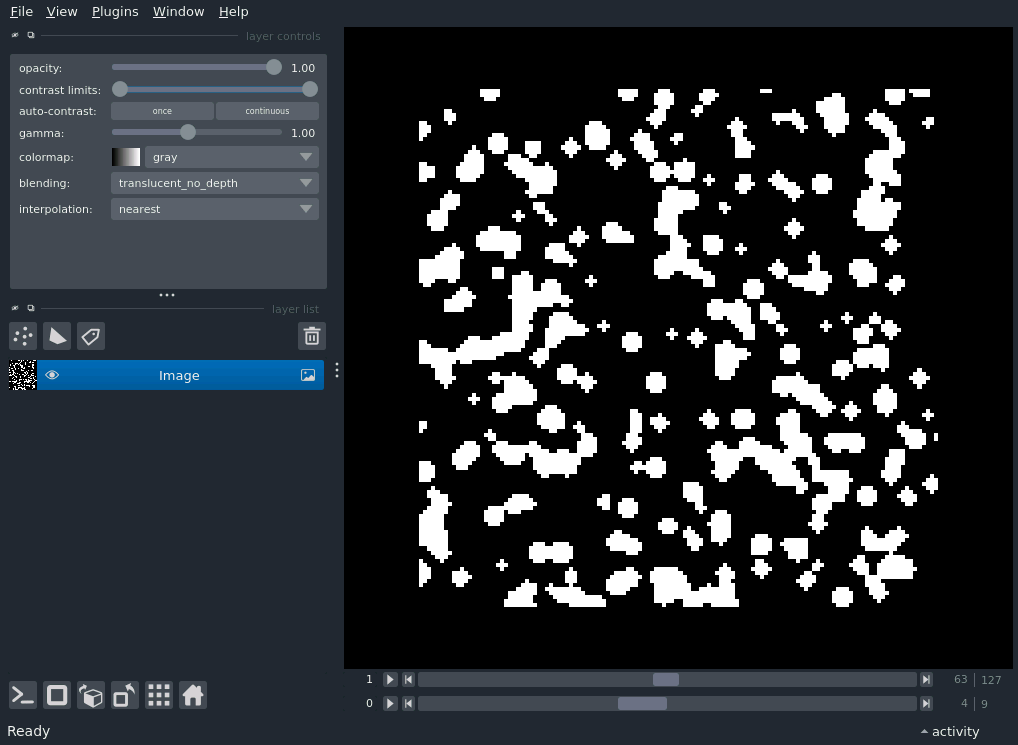 File View Plugins Window Help
layer controls
opacity: 1.00
contrast limits:
auto-contrast: once continuous
gamma: 1.00
colormap: gray
blending: translucent_no_depth
interpolation: nearest
layer list
Image
1 63 127
0 4 9
Ready activity